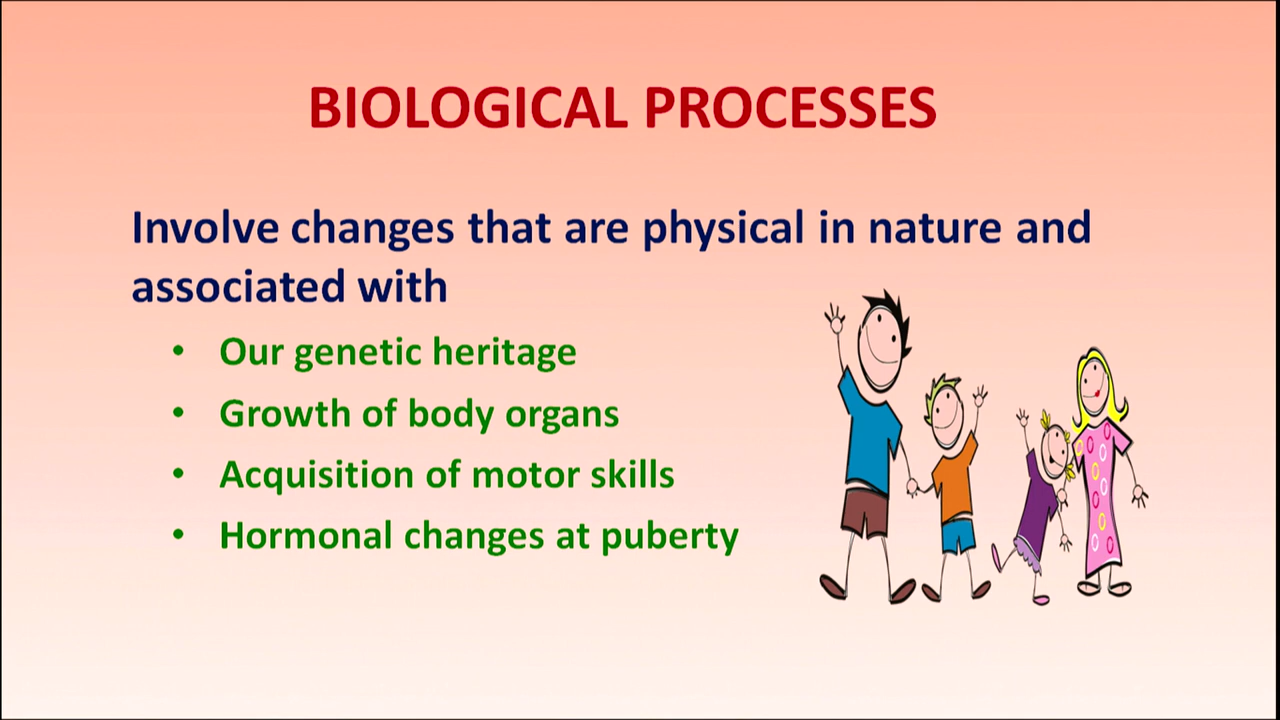 BIOLOGICAL PROCESSES
Involve changes that are physical in nature and
associated with
• Our genetic heritage
• Growth of body organs
• Acquisition of motor skills
• Hormonal changes at puberty